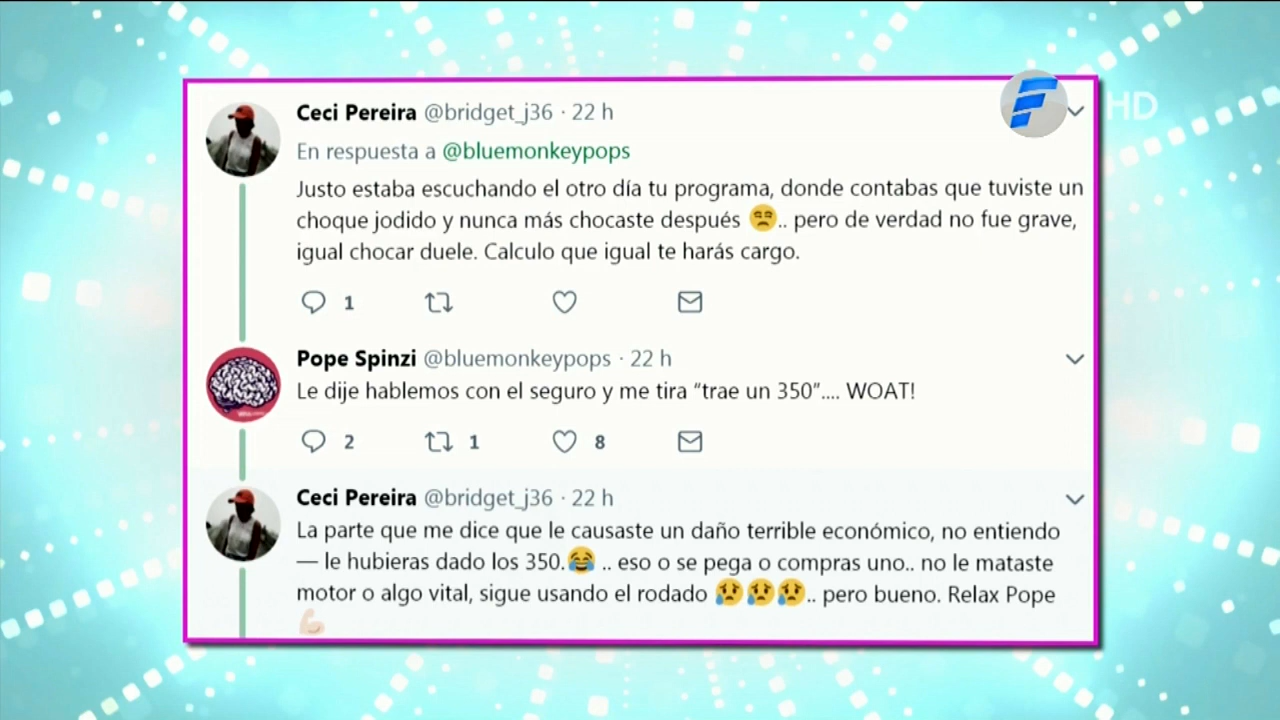 Ceci Pereira @bridget_j36 · 22 h
HD
En respuesta a @bluemonkeypops
Justo estaba escuchando el otro día tu programa, donde contabas que tuviste un
choque jodido y nunca más chocaste después 😒.. pero de verdad no fue grave,
igual chocar duele. Calculo que igual te harás cargo.
1
Pope Spinzi @bluemonkeypops · 22 h
Le dije hablemos con el seguro y me tira “trae un 350”.... WOAT!
2 1 8
Ceci Pereira @bridget_j36 · 22 h
La parte que me dice que le causaste un daño terrible económico, no entiendo
— le hubieras dado los 350.😂 .. eso o se pega o compras uno.. no le mataste
motor o algo vital, sigue usando el rodado 😢😢😢.. pero bueno. Relax Pope
💪🏻